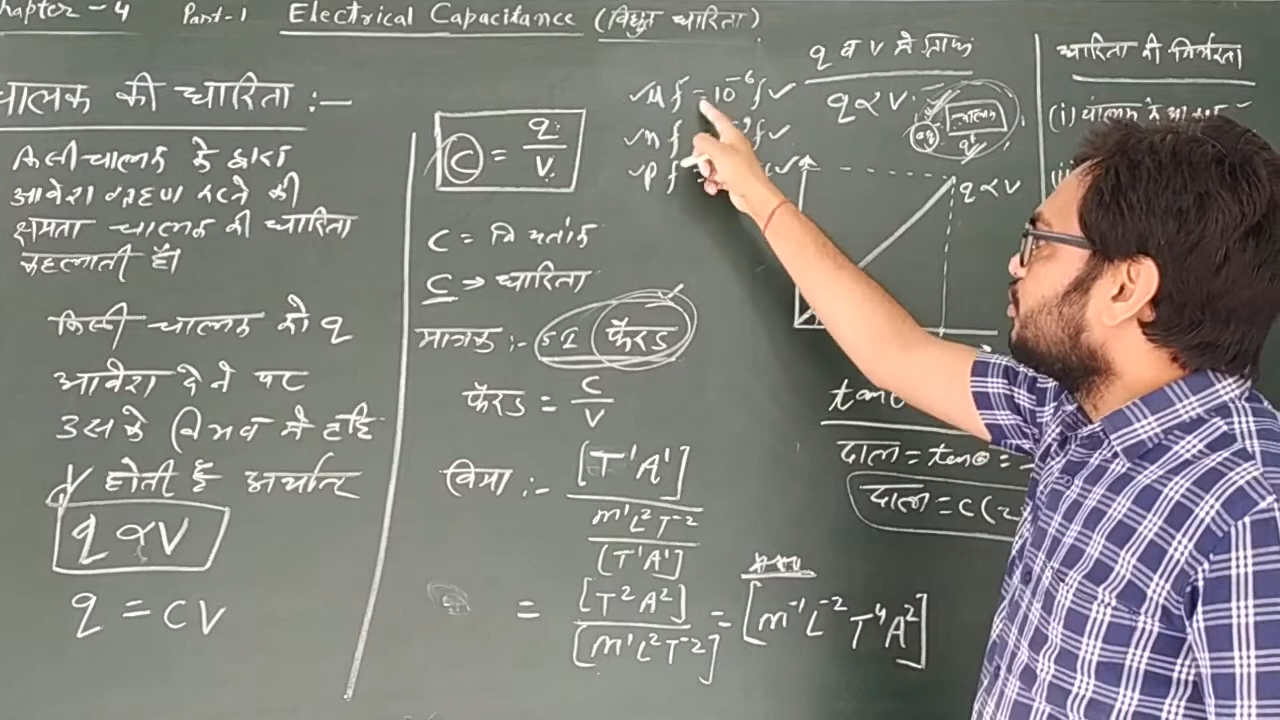 hapter - 4 Part-1 Electrical Capacitance (विद्युत धारिता)
चालक की धारिता :-
किसी चालक के द्वारा
आवेश ग्रहण करने की
क्षमता चालक की धारिता
कहलाती है।
किसी चालक को q
आवेश देने पर
उसके विभव में वृद्धि
V होती है अर्थात
q ∝ V
q = CV
C = q/V
C = नियतांक
C → धारिता
मात्रक :- SI फैरड
फैरड = C/V
विमा :- [T¹A¹] / M¹L²T⁻² / [T¹A¹]
= [T²A²] / [M¹L²T⁻²] = [M⁻¹L⁻²T⁴A²]
μf = 10⁻⁶f
nf
pf
q व V में ग्राफ
q ∝ V
चालक
q
q ∝ V
tanθ
ढाल = tanθ =
ढाल = C
धारिता की निर्भरता
(i) चालक के